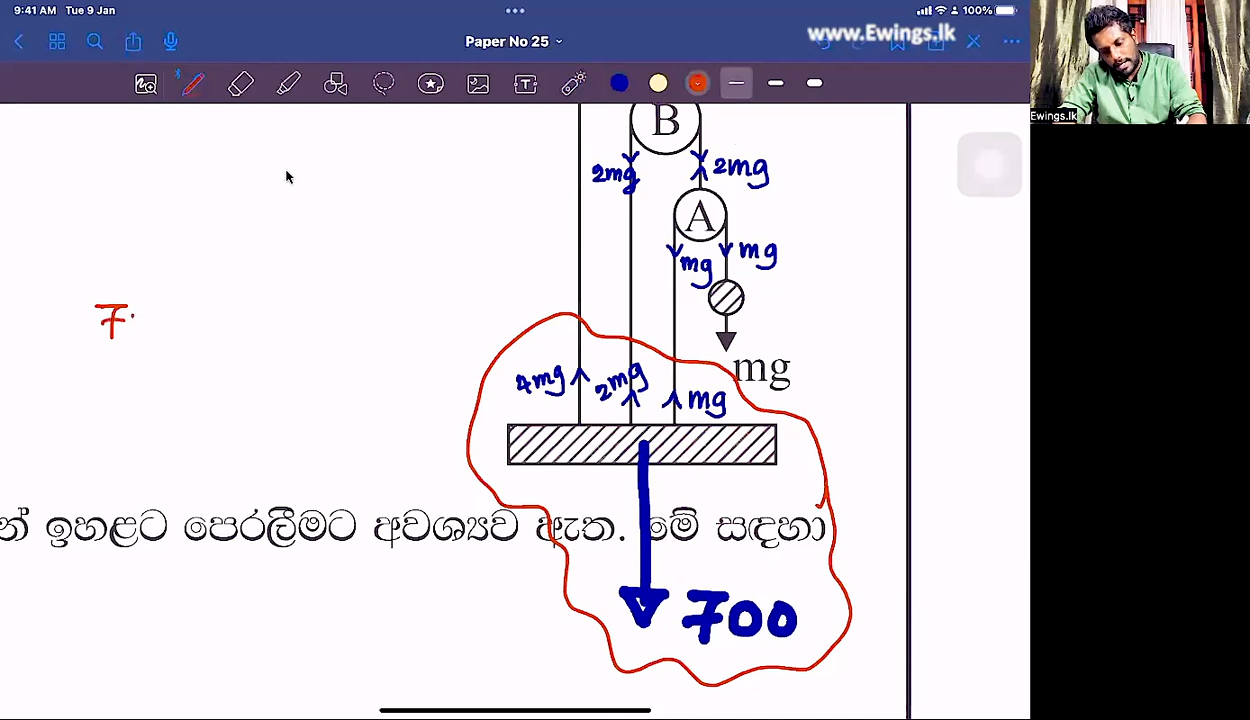 9:41 AM Tue 9 Jan
100%
Paper No 25
www.Ewings.lk
Ewings.lk
B
2mg
2mg
A
mg
mg
7
mg
4mg
2mg
mg
න් ඉහළට පෙරලීමට අවශ්‍යව ඇත. මේ සඳහා
700